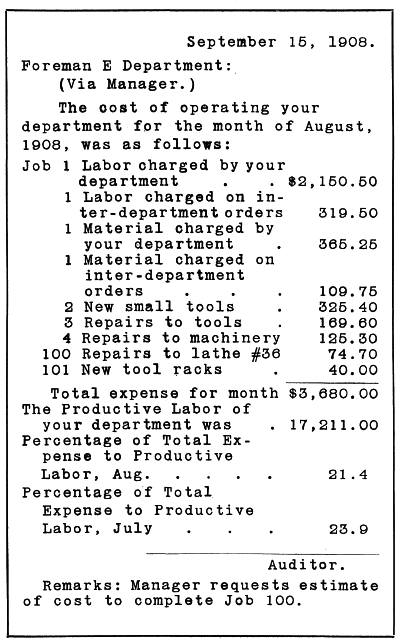 September 15, 1908.
Foreman E Department:
(Via Manager.)
The cost of operating your
department for the month of August,
1908, was as follows:
Job 1 Labor charged by your
department . . $2,150.50
1 Labor charged on in-
ter-department orders 319.50
1 Material charged by
your department . 365.25
1 Material charged on
inter-department
orders . . . 109.75
2 New small tools . 325.40
3 Repairs to tools . 169.60
4 Repairs to machinery 125.30
100 Repairs to lathe #36 74.70
101 New tool racks . 40.00
Total expense for month $3,680.00
The Productive Labor of
your department was . 17,211.00
Percentage of Total Ex-
pense to Productive
Labor, Aug. . . . . 21.4
Percentage of Total
Expense to Productive
Labor, July . . . 23.9
Auditor.
Remarks: Manager requests estimate
of cost to complete Job 100.